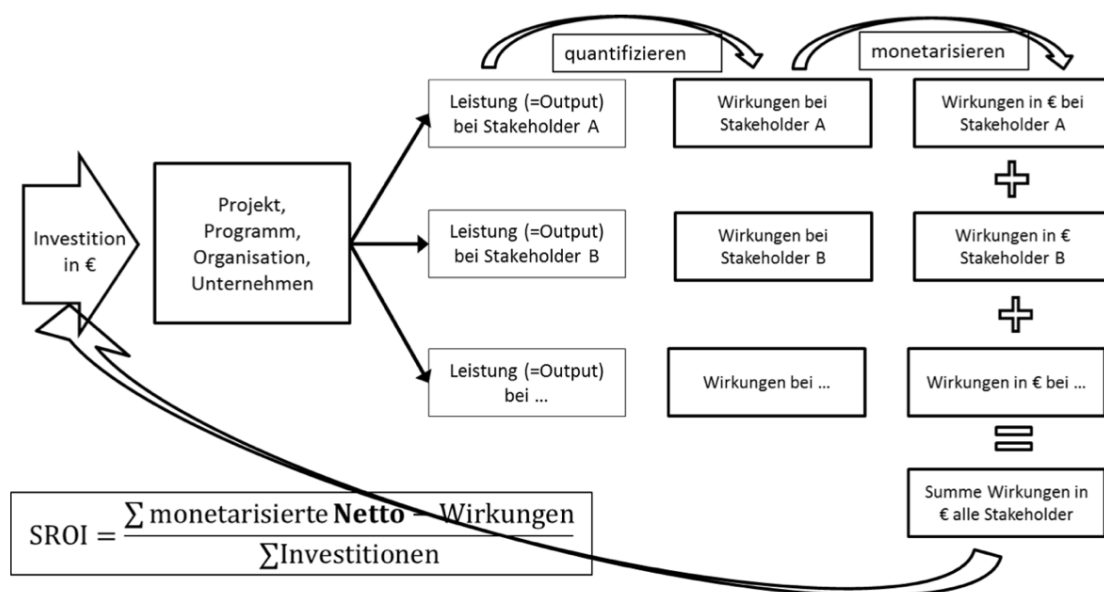 quantifizieren
monetarisieren
Leistung (=Output)
bei Stakeholder A
Wirkungen bei
Stakeholder A
Wirkungen in € bei
Stakeholder A
Investition
in €
Projekt,
Programm,
Organisation,
Unternehmen
Leistung (=Output)
bei Stakeholder B
Wirkungen bei
Stakeholder B
Wirkungen in €
Stakeholder B
Leistung (=Output)
bei ...
Wirkungen bei ...
Wirkungen in € bei ...
Summe Wirkungen in
€ alle Stakeholder
SROI = ∑ monetarisierte Netto − Wirkungen
∑Investitionen